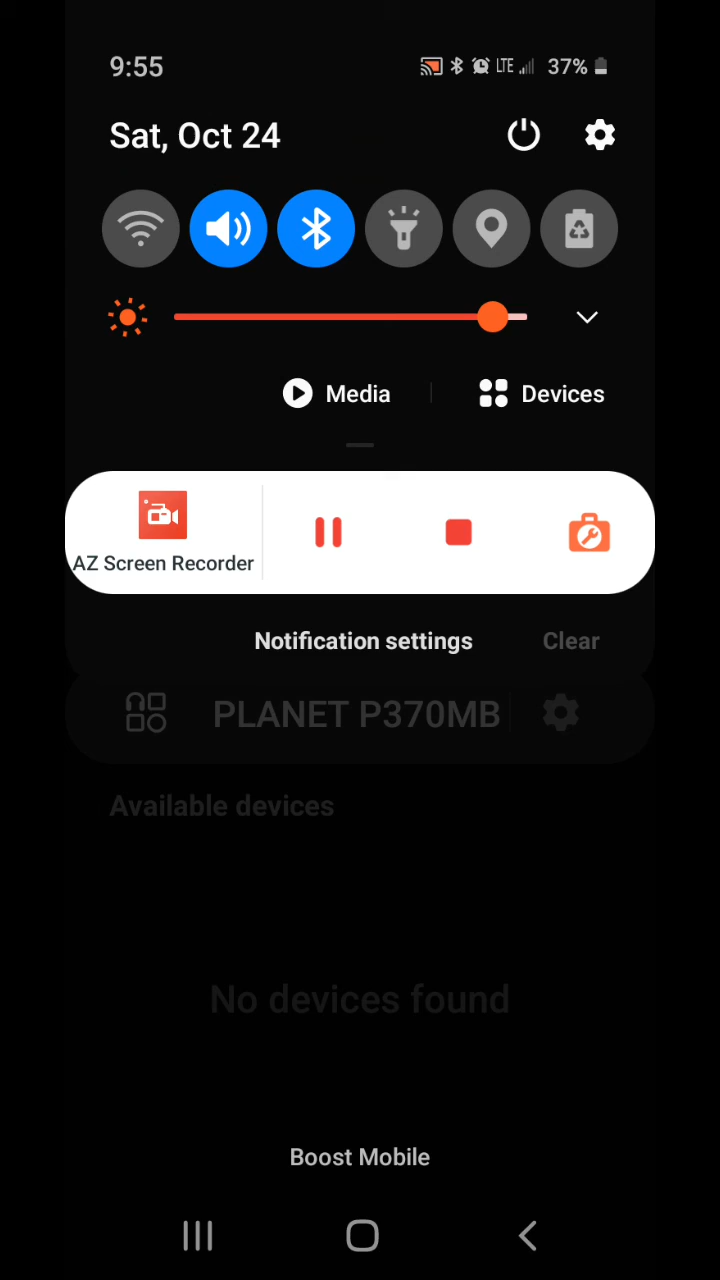 9:55 LTE 37%
Sat, Oct 24
Media Devices
AZ Screen Recorder
Notification settings Clear
PLANET P370MB
Available devices
No devices found
Boost Mobile